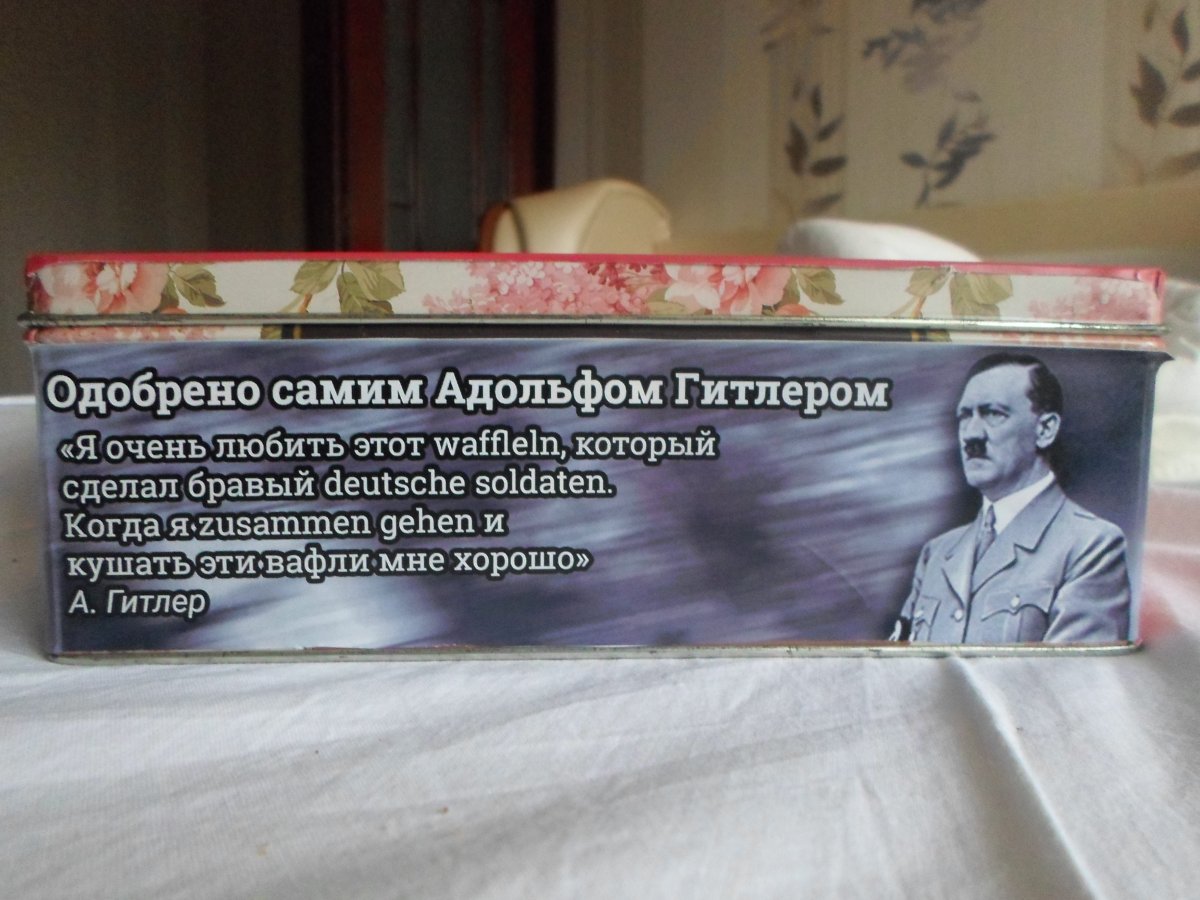 Одобрено самим Адольфом Гитлером
«Я очень любить этот waffleln, который
сделал бравый deutsche soldaten.
Когда я zusammen gehen и
кушать эти вафли мне хорошо»
А. Гитлер